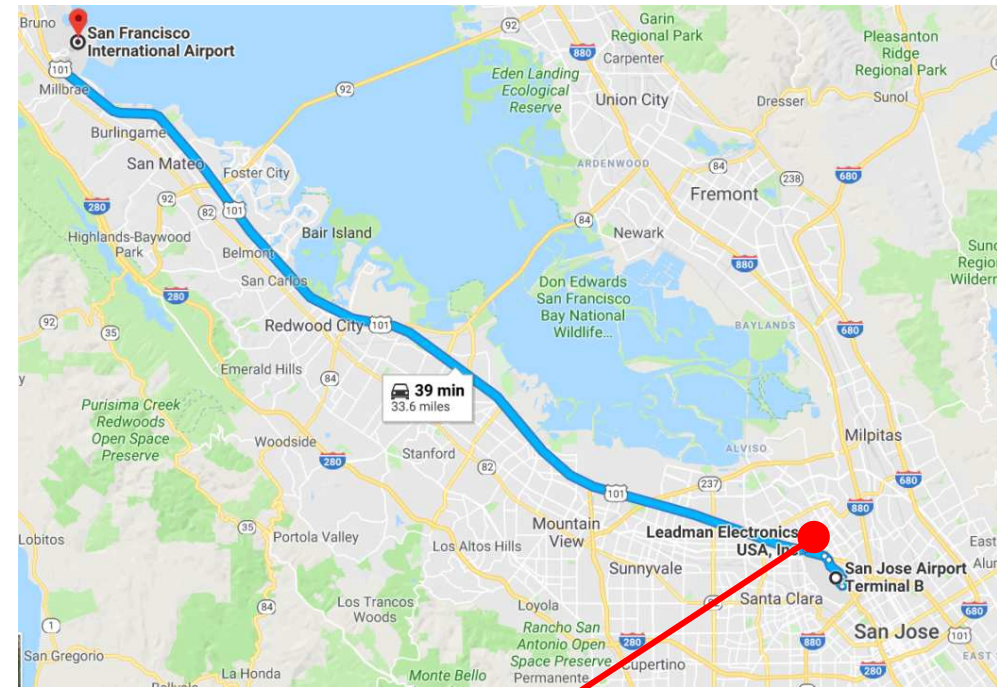 Bruno
San Francisco
International Airport
92
880
Garin
Regional Park
Pleasanton
Ridge
Regional Park
101
Millbrae
Carpenter
Eden Landing
Ecological
Reserve
92
Union City
Dresser
Sunol
Burlingame
San Mateo
Foster City
ARDENWOOD
84
238
680
92
280
82
101
Fremont
Highlands-Baywood
Park
Bair Island
84
Newark
Belmont
San Carlos
880
280
Don Edwards
San Francisco
Bay National
Wildlife...
92
35
Redwood City
101
BAYLANDS
680
Emerald Hills
84
39 min
33.6 miles
Purisima Creek
Redwoods
Open Space
Preserve
Woodside
280
Stanford
82
ALVISO
Milpitas
237
680
101
880
35
Lobitos
Portola Valley
Los Altos Hills
Mountain
View
Leadman Electronics
USA, Inc
East
Sunnyvale
San Jose Airport
Terminal B
Santa Clara
84
Los Trancos
Woods
Loyola
680
1
Rancho San
Antonio Open
Space Preserve
Permanente
280
Cupertino
880
San Jose
101
San Gregorio
La Honda
Monte Bello
280
EAST